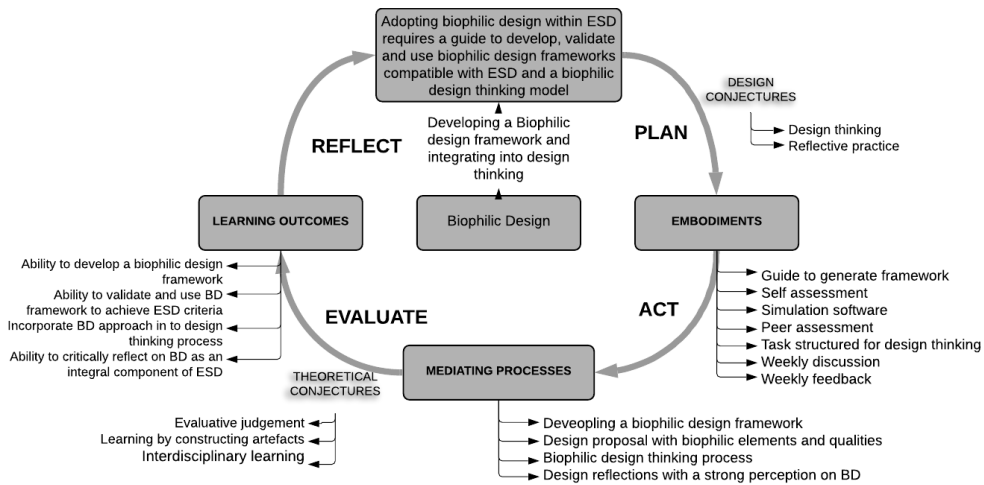 Adopting biophilic design within ESD
requires a guide to develop, validate
and use biophilic design frameworks
compatible with ESD and a biophilic
design thinking model
DESIGN
CONJECTURES
Design thinking
Reflective practice
PLAN
REFLECT
Developing a Biophilic
design framework and
integrating into design
thinking
LEARNING OUTCOMES
Biophilic Design
EMBODIMENTS
Ability to develop a biophilic design
framework
Ability to validate and use BD
framework to achieve ESD criteria
Incorporate BD approach in to design
thinking process
Ability to critically reflect on BD as an
integral component of ESD
Guide to generate framework
Self assessment
Simulation software
Peer assessment
Task structured for design thinking
Weekly discussion
Weekly feedback
EVALUATE
ACT
MEDIATING PROCESSES
THEORETICAL
CONJECTURES
Evaluative judgement
Learning by constructing artefacts
Interdisciplinary learning
Deveopling a biophilic design framework
Design proposal with biophilic elements and qualities
Biophilic design thinking process
Design reflections with a strong perception on BD